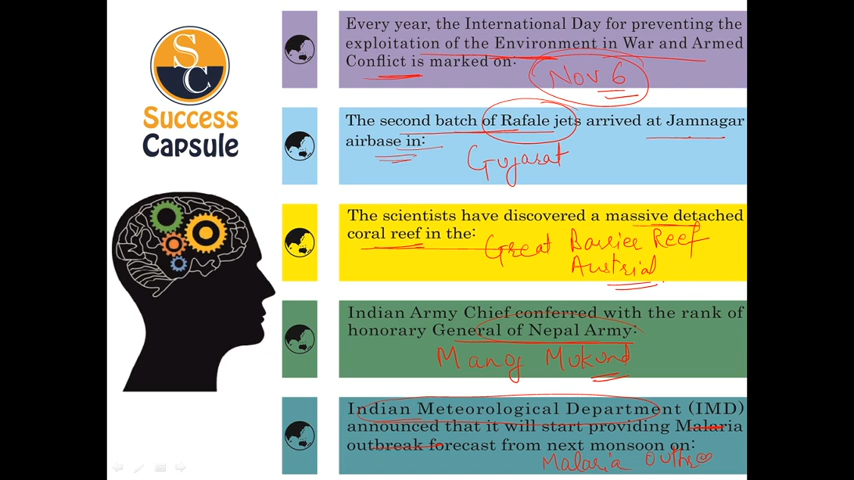 S
C
Success
Capsule
Every year, the International Day for preventing the
exploitation of the Environment in War and Armed
Conflict is marked on:
Nov 6
The second batch of Rafale jets arrived at Jamnagar
airbase in:
Gujarat
The scientists have discovered a massive detached
coral reef in the:
Great Barrier Reef
Austrial
Indian Army Chief conferred with the rank of
honorary General of Nepal Army:
Manoj Mukund
Indian Meteorological Department (IMD)
announced that it will start providing Malaria
outbreak forecast from next monsoon on:
Malaria